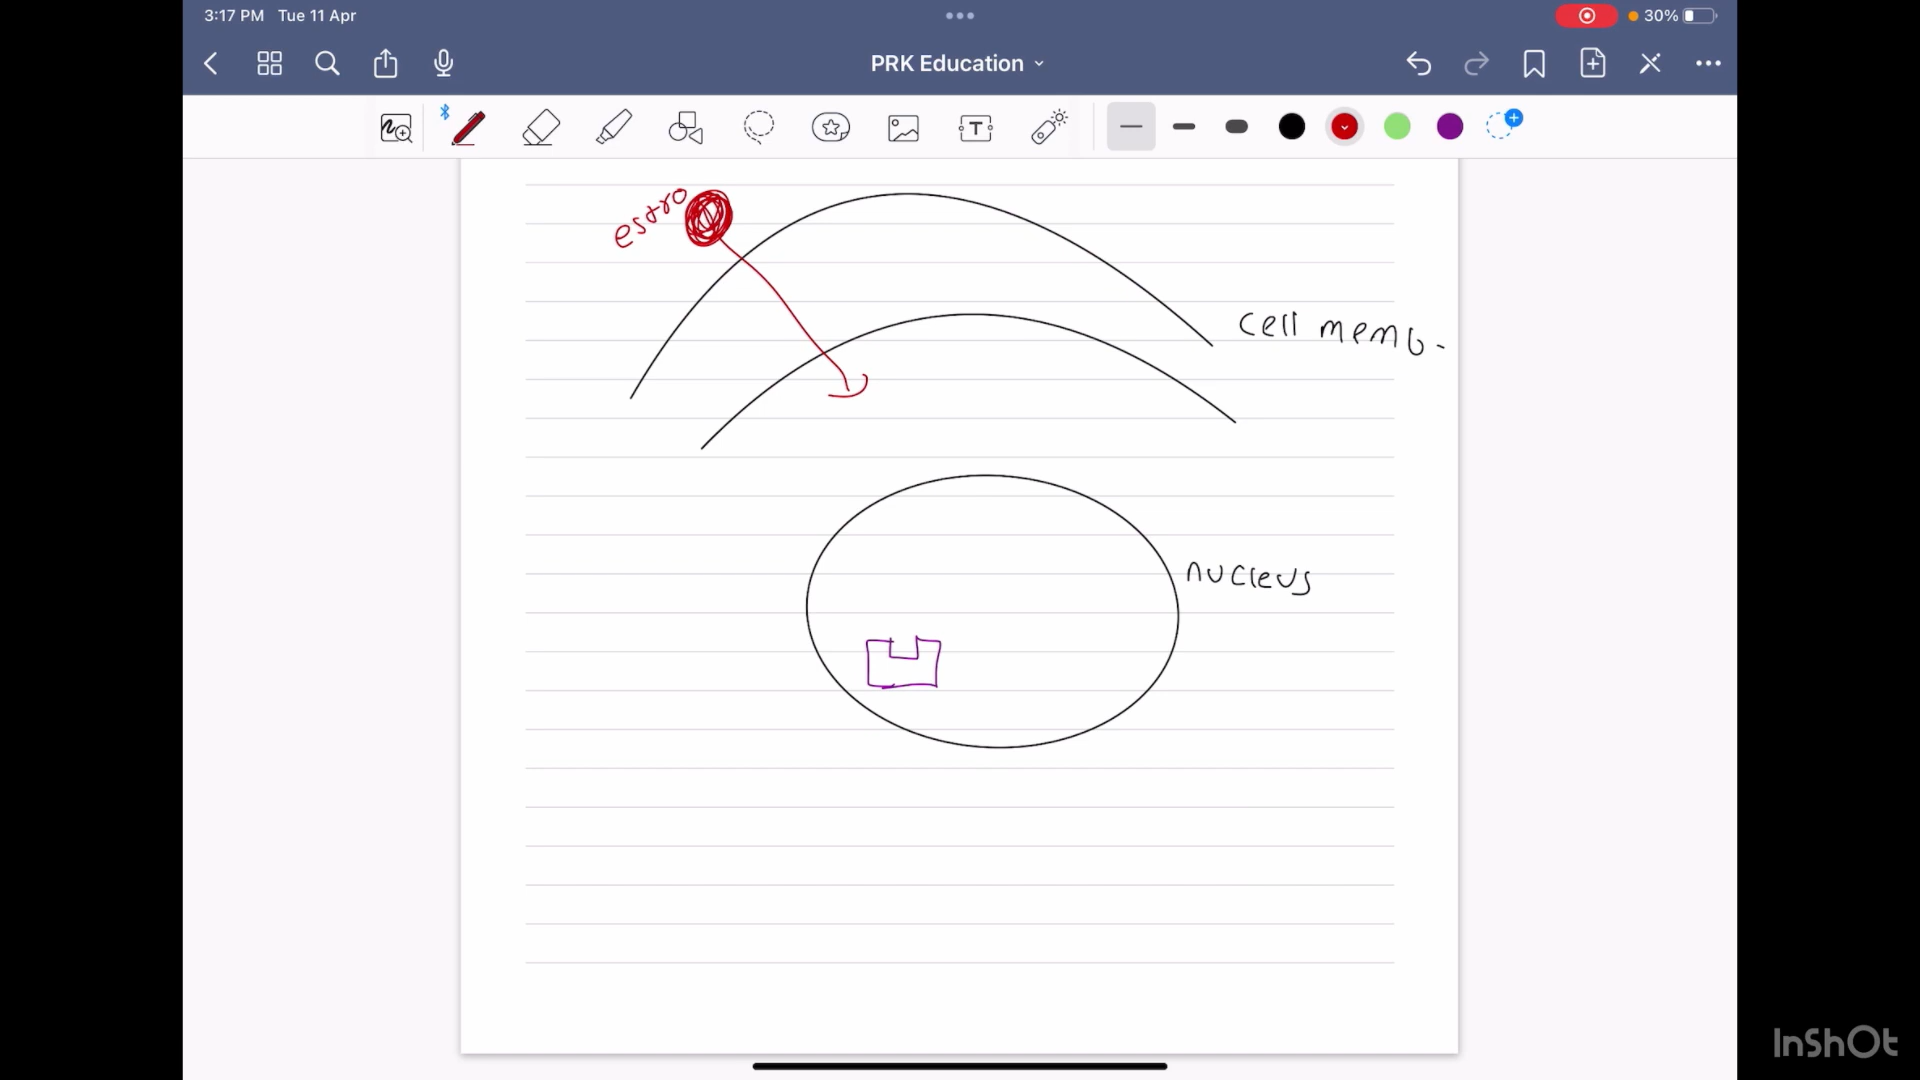 3:17 PM Tue 11 Apr
30%
PRK Education
T
estro
cell memb.
nucleus
InShOt